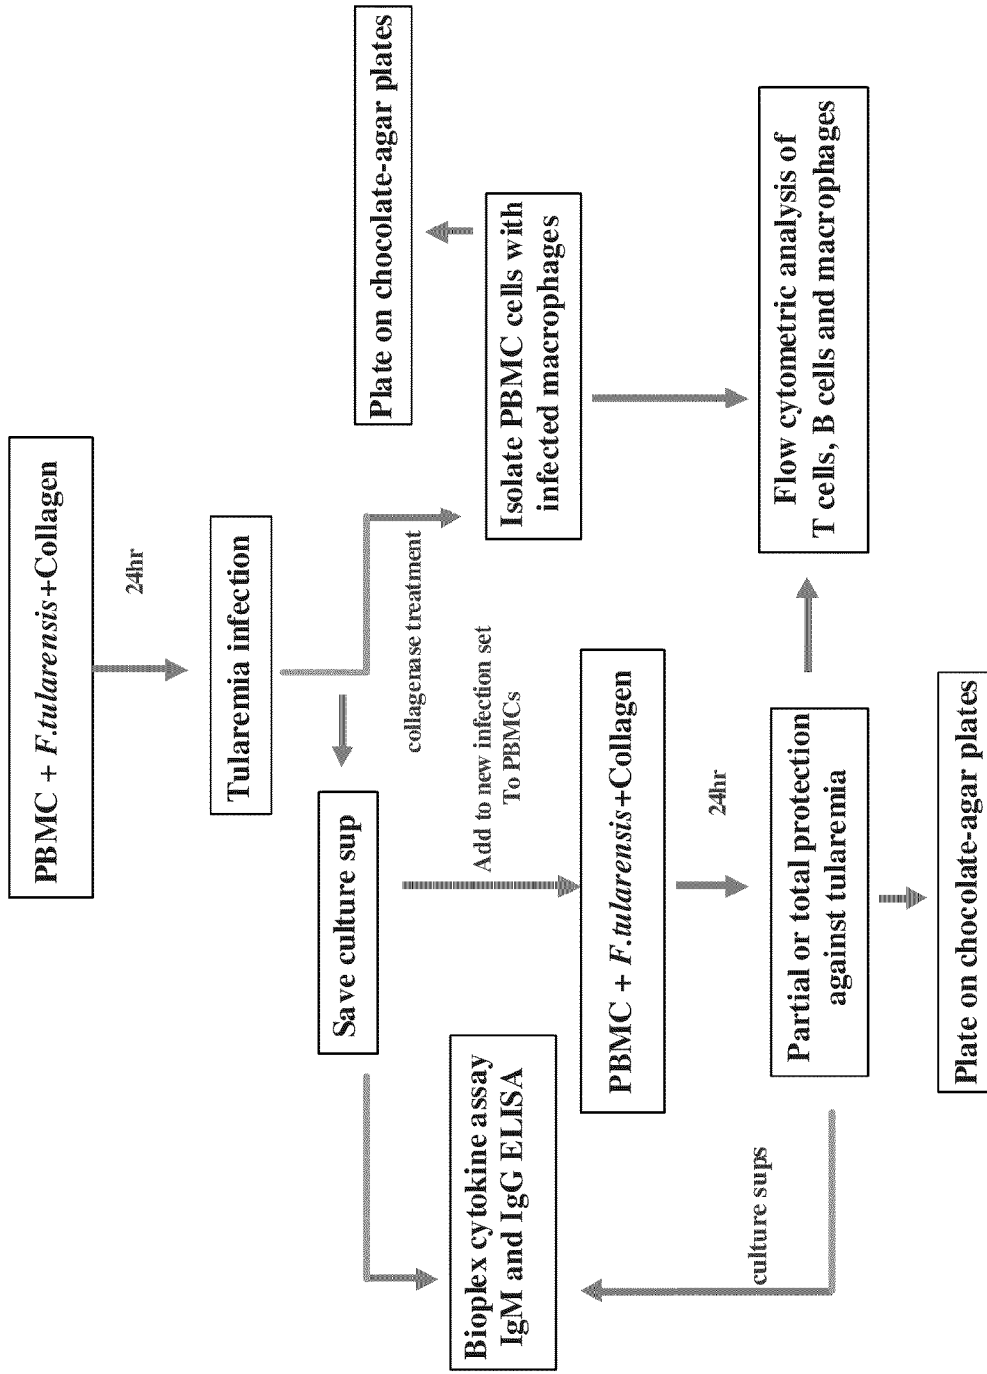 PBMC + F.tularensis+Collagen
24hr
Tularemia infection
collagenase treatment
Save culture sup
Plate on chocolate-agar plates
Isolate PBMC cells with
infected macrophages
Add to new infection set
To PBMCs
Bioplex cytokine assay
IgM and IgG ELISA
PBMC + F.tularensis+Collagen
24hr
Partial or total protection
against tularemia
Flow cytometric analysis of
T cells, B cells and macrophages
culture sups
Plate on chocolate-agar plates